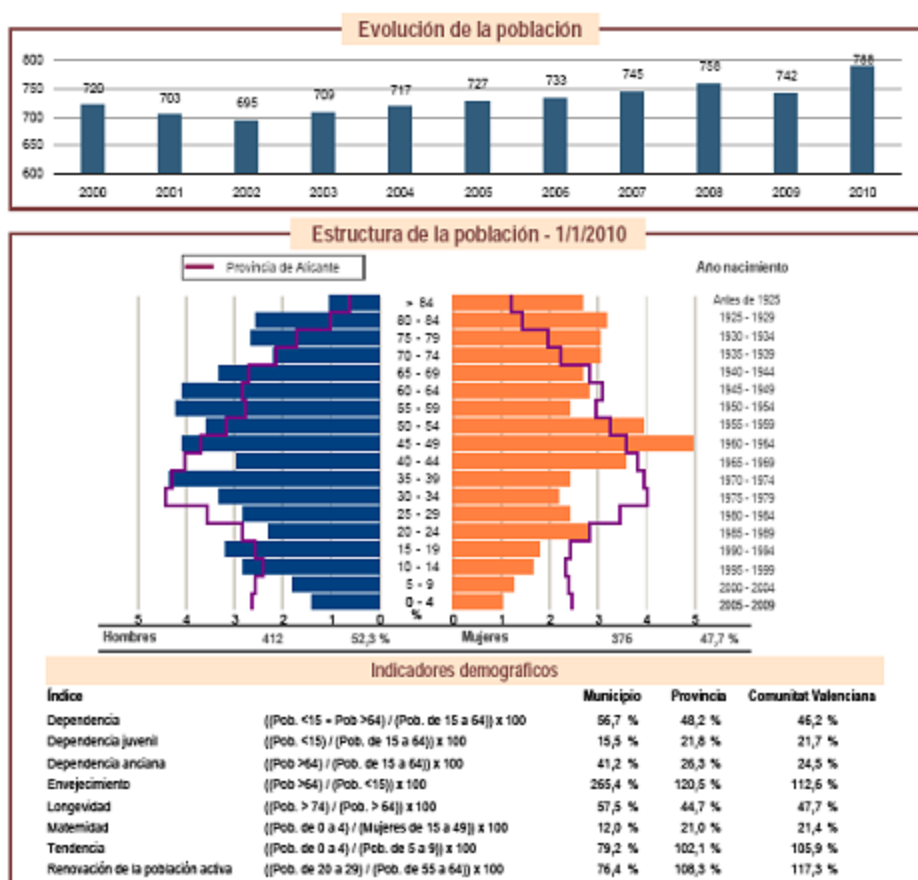 Evolución de la población
800
750
700
650
600
720 703 695 709 717 727 733 745 758 742 788
2000 2001 2002 2003 2004 2005 2006 2007 2008 2009 2010
Estructura de la población - 1/1/2010
Provincia de Alicante
Año nacimiento
> 84 Antes de 1925
80 - 84 1925 - 1929
75 - 79 1930 - 1934
70 - 74 1935 - 1939
65 - 69 1940 - 1944
60 - 64 1945 - 1949
55 - 59 1950 - 1954
50 - 54 1955 - 1959
45 - 49 1960 - 1964
40 - 44 1965 - 1969
35 - 39 1970 - 1974
30 - 34 1975 - 1979
25 - 29 1980 - 1984
20 - 24 1985 - 1989
15 - 19 1990 - 1994
10 - 14 1995 - 1999
5 - 9 2000 - 2004
0 - 4 2005 - 2009
5 4 3 2 1 0 % 0 1 2 3 4 5
Hombres 412 52,3 % Mujeres 376 47,7 %
Indicadores demograficos
Índice Municipio Provincia Comunitat Valenciana
Dependencia ((Pob. <15 + Pob >64) / (Pob. de 15 a 64)) x 100 56,7 % 48,2 % 46,2 %
Dependencia juvenil ((Pob. <15) / (Pob. de 15 a 64)) x 100 15,5 % 21,8 % 21,7 %
Dependencia anciana ((Pob >64) / (Pob. de 15 a 64)) x 100 41,2 % 26,3 % 24,5 %
Envejecimiento ((Pob >64) / (Pob. <15)) x 100 265,4 % 120,5 % 112,6 %
Longevidad ((Pob. > 74) / (Pob. > 64)) x 100 57,5 % 44,7 % 47,7 %
Maternidad ((Pob. de 0 a 4) / (Mujeres de 15 a 49)) x 100 12,0 % 21,0 % 21,4 %
Tendencia ((Pob. de 0 a 4) / (Pob. de 5 a 9)) x 100 79,2 % 102,1 % 105,9 %
Renovación de la población activa ((Pob. de 20 a 29) / (Pob. de 55 a 64)) x 100 76,4 % 108,3 % 117,3 %